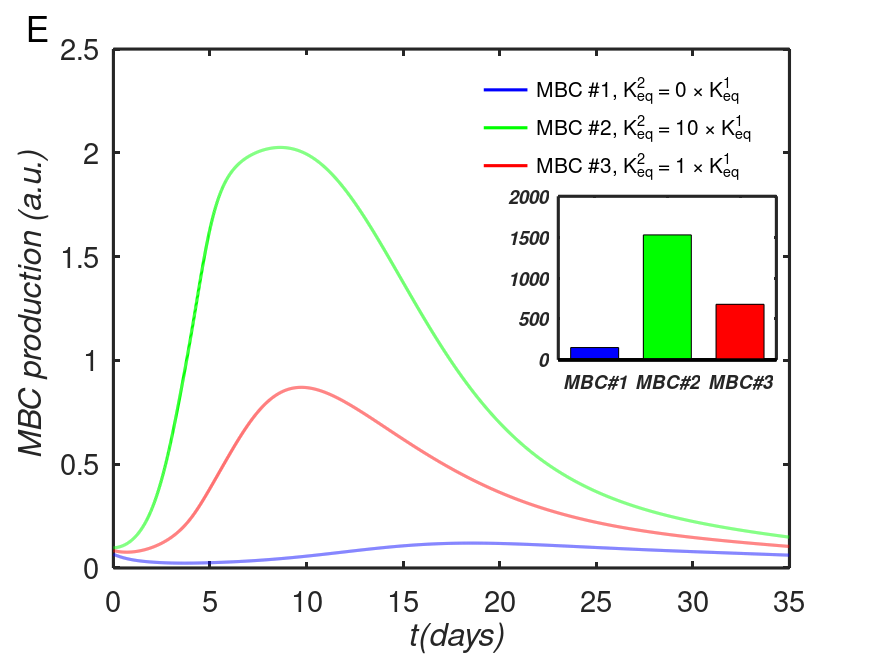 E
2.5
2
1.5
1
0.5
0
MBC production (a.u.)
0 5 10 15 20 25 30 35
t(days)
MBC #1, K²eq = 0 × K¹eq
MBC #2, K²eq = 10 × K¹eq
MBC #3, K²eq = 1 × K¹eq
2000
1500
1000
500
0
MBC#1 MBC#2 MBC#3